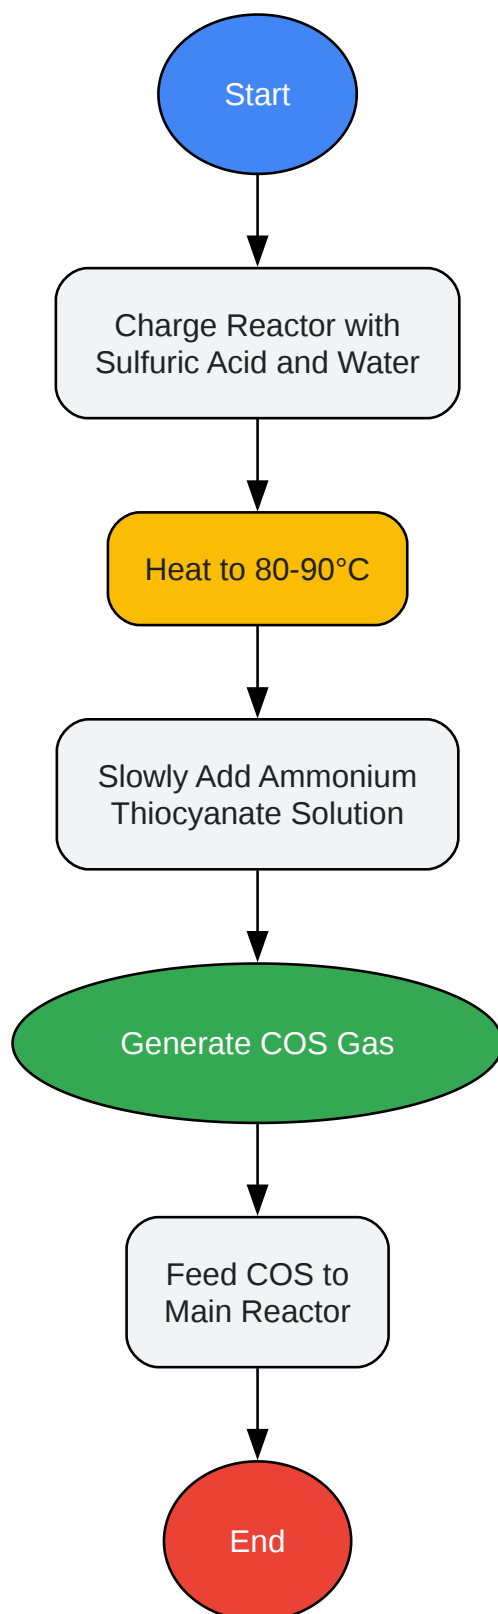 Start
Charge Reactor with
Sulfuric Acid and Water
Heat to 80-90°C
Slowly Add Ammonium
Thiocyanate Solution
Generate COS Gas
Feed COS to
Main Reactor
End